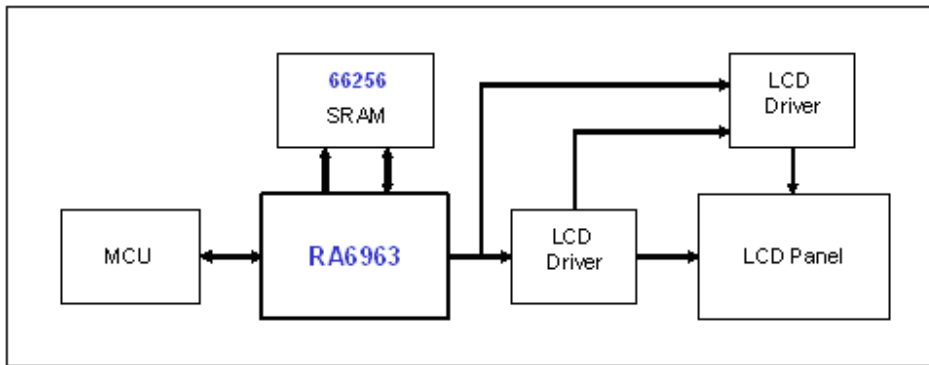 66256
SRAM
LCD
Driver
MCU
RA6963
LCD
Driver
LCD Panel